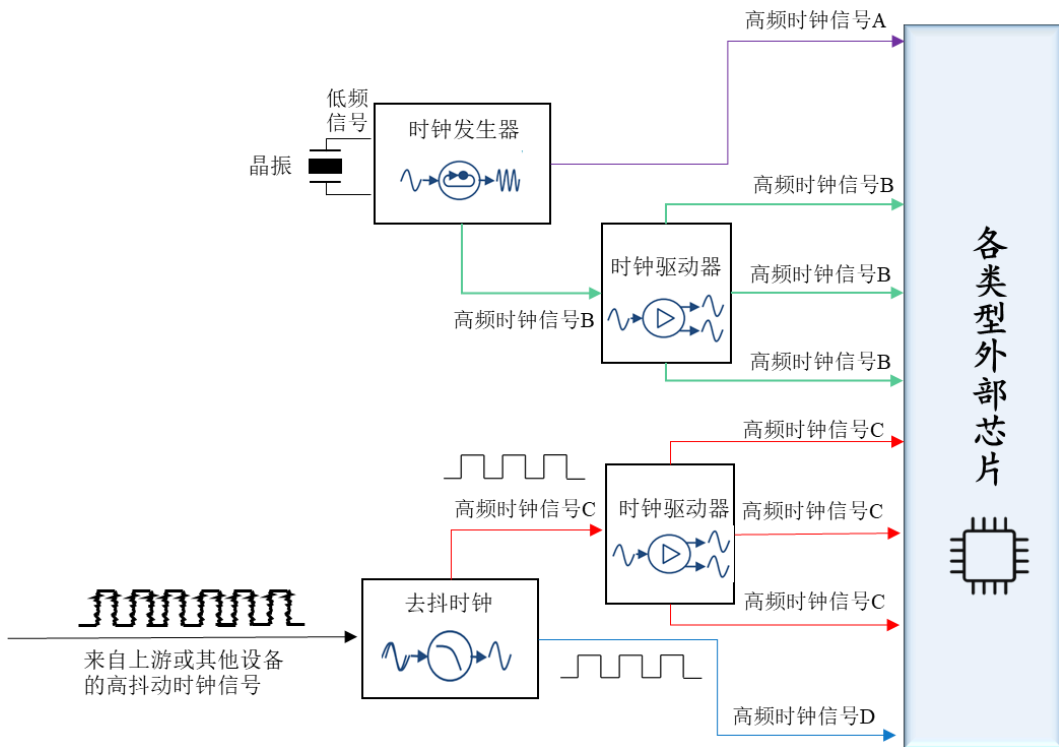 高频时钟信号A
低频
信号
时钟发生器
晶振
高频时钟信号B
时钟驱动器
高频时钟信号B
高频时钟信号B
高频时钟信号B
各类型外部芯片
高频时钟信号C
高频时钟信号C
时钟驱动器
高频时钟信号C
去抖时钟
高频时钟信号C
来自上游或其他设备
的高抖动时钟信号
高频时钟信号D